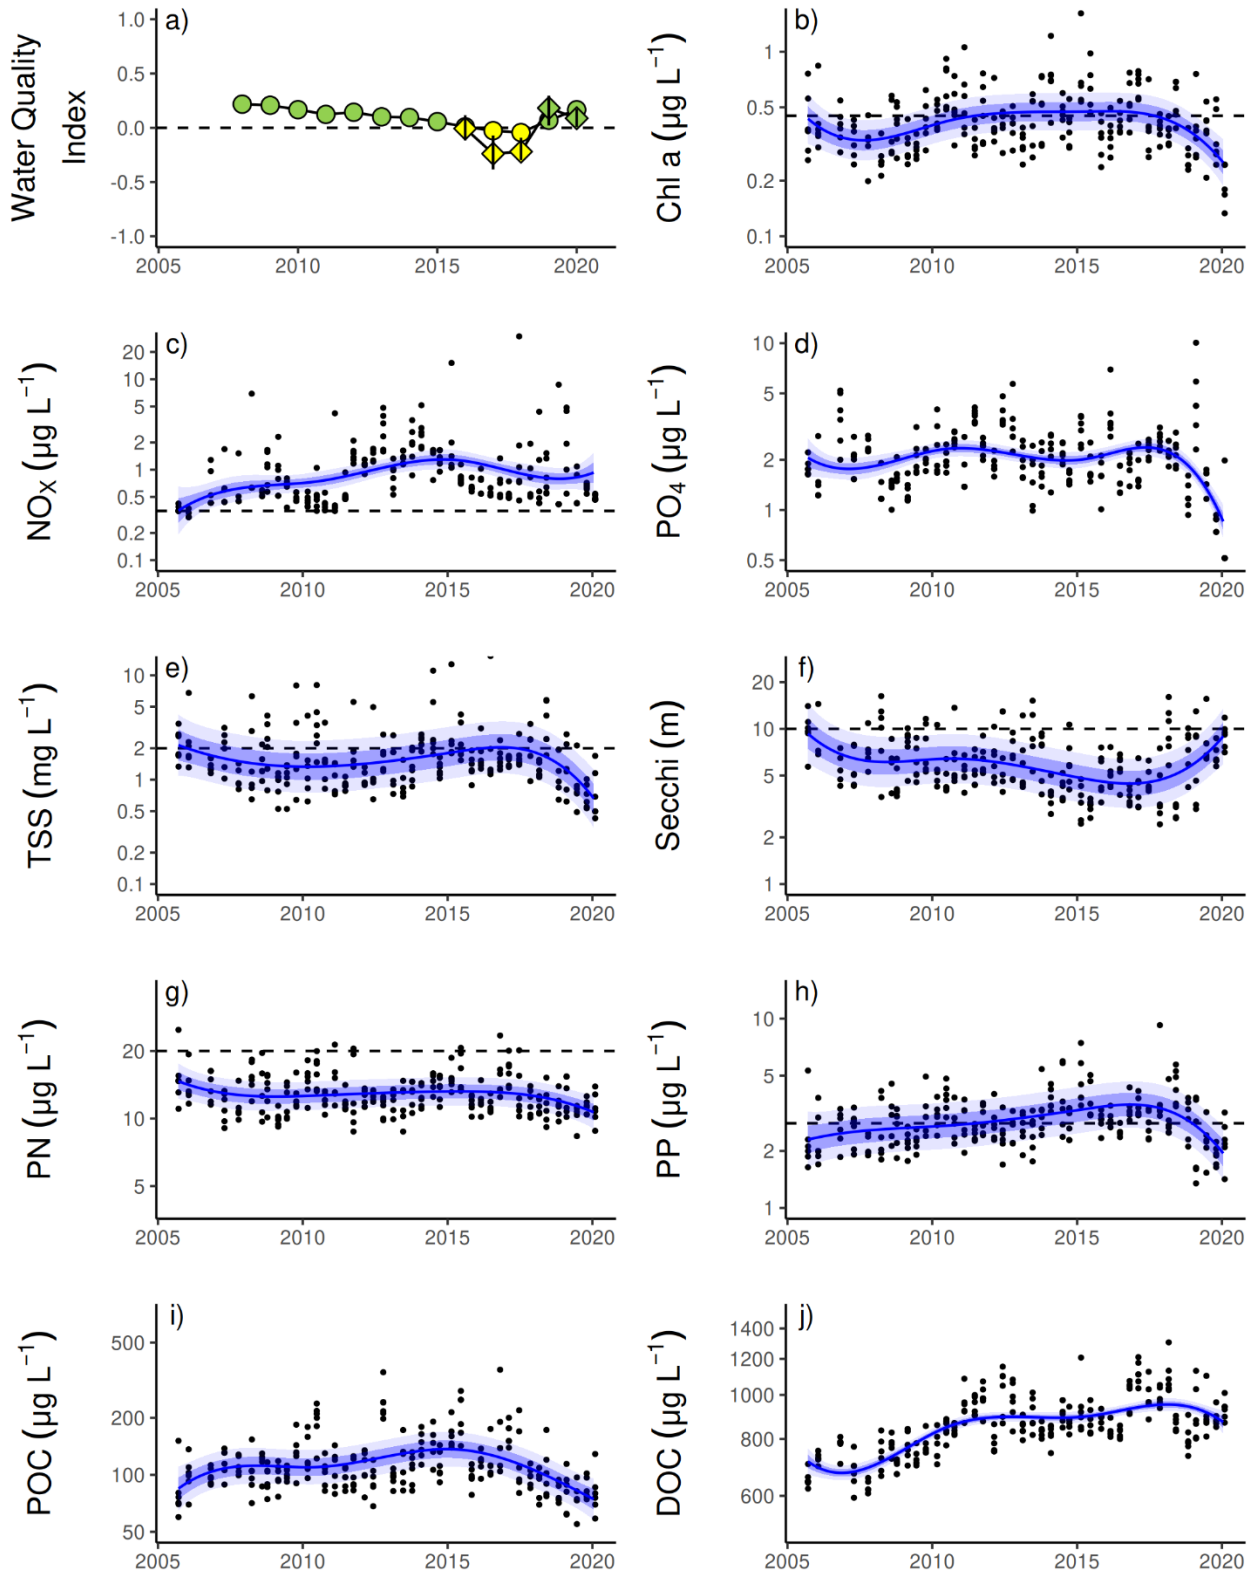 a)
Water Quality
Index
1.0
0.5
0.0
-0.5
-1.0
2005 2010 2015 2020
b)
Chl a (µg L⁻¹)
1
0.5
0.2
0.1
2005 2010 2015 2020
c)
NOₓ (µg L⁻¹)
20
10
5
2
1
0.5
0.2
0.1
2005 2010 2015 2020
d)
PO₄ (µg L⁻¹)
10
5
2
1
0.5
2005 2010 2015 2020
e)
TSS (mg L⁻¹)
10
5
2
1
0.5
0.2
0.1
2005 2010 2015 2020
f)
Secchi (m)
20
10
5
2
1
2005 2010 2015 2020
g)
PN (µg L⁻¹)
20
10
5
2005 2010 2015 2020
h)
PP (µg L⁻¹)
10
5
2
1
2005 2010 2015 2020
i)
POC (µg L⁻¹)
500
200
100
50
2005 2010 2015 2020
j)
DOC (µg L⁻¹)
1400
1200
1000
800
600
2005 2010 2015 2020